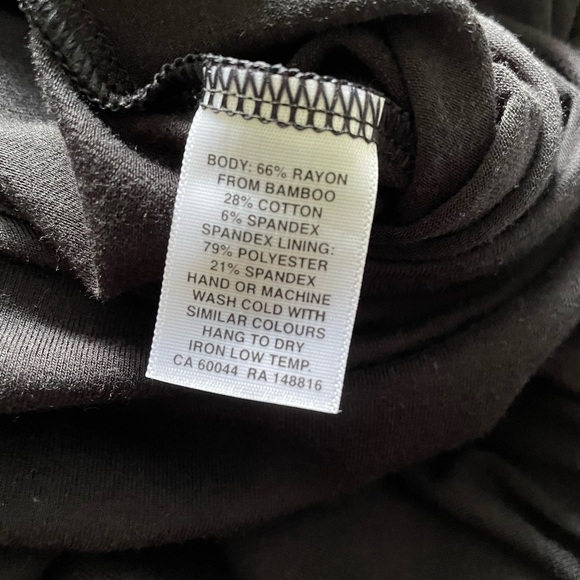 BODY: 66% RAYON
FROM BAMBOO
28% COTTON
6% SPANDEX
SPANDEX LINING:
79% POLYESTER
21% SPANDEX
HAND OR MACHINE
WASH COLD WITH
SIMILAR COLOURS
HANG TO DRY
IRON LOW TEMP.
CA 60044 RA 148816